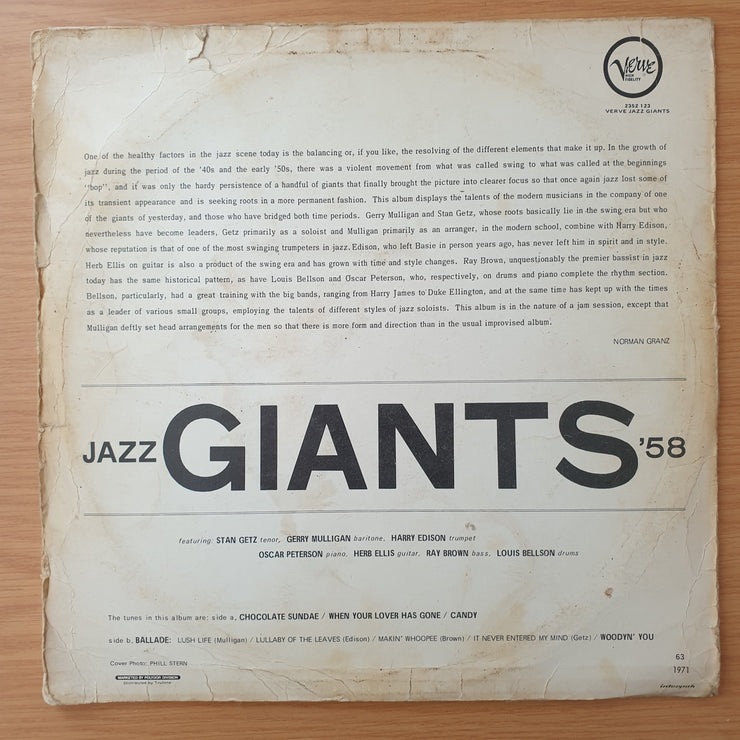 Verve
HIGH
FIDELITY
2352 123
VERVE JAZZ GIANTS
One of the healthy factors in the jazz scene today is the balancing or, if you like, the resolving of the different elements that make it up. In the growth of
jazz during the period of the '40s and the early '50s, there was a violent movement from what was called swing to what was called at the beginnings
"bop", and it was only the hardy persistence of a handful of giants that finally brought the picture into clearer focus so that once again jazz lost some of
its transient appearance and is seeking roots in a more permanent fashion. This album displays the talents of the modern musicians in the company of one
of the giants of yesterday, and those who have bridged both time periods. Gerry Mulligan and Stan Getz, whose roots basically lie in the swing era but who
nevertheless have become leaders, Getz primarily as a soloist and Mulligan primarily as an arranger, in the modern school, combine with Harry Edison,
whose reputation is that of one of the most swinging trumpeters in jazz. Edison, who left Basie in person years ago, has never left him in spirit and in style.
Herb Ellis on guitar is also a product of the swing era and has grown with time and style changes. Ray Brown, unquestionably the premier bassist in jazz
today has the same historical pattern, as have Louis Bellson and Oscar Peterson, who, respectively, on drums and piano complete the rhythm section.
Bellson, particularly, had a great training with the big bands, ranging from Harry James to Duke Ellington, and at the same time has kept up with the times
as a leader of various small groups, employing the talents of different styles of jazz soloists. This album is in the nature of a jam session, except that
Mulligan deftly set head arrangements for the men so that there is more form and direction than in the usual improvised album.
NORMAN GRANZ
JAZZ GIANTS '58
featuring: STAN GETZ tenor, GERRY MULLIGAN baritone, HARRY EDISON trumpet
OSCAR PETERSON piano, HERB ELLIS guitar, RAY BROWN bass, LOUIS BELLSON drums
The tunes in this album are: side a, CHOCOLATE SUNDAE / WHEN YOUR LOVER HAS GONE / CANDY
side b, BALLADE: LUSH LIFE (Mulligan) / LULLABY OF THE LEAVES (Edison) / MAKIN' WHOOPEE (Brown) / IT NEVER ENTERED MY MIND (Getz) / WOODYN' YOU
Cover Photo: PHILL STERN
63
1971
MARKETED BY POLYDOR DIVISION
Distributed by Trutone